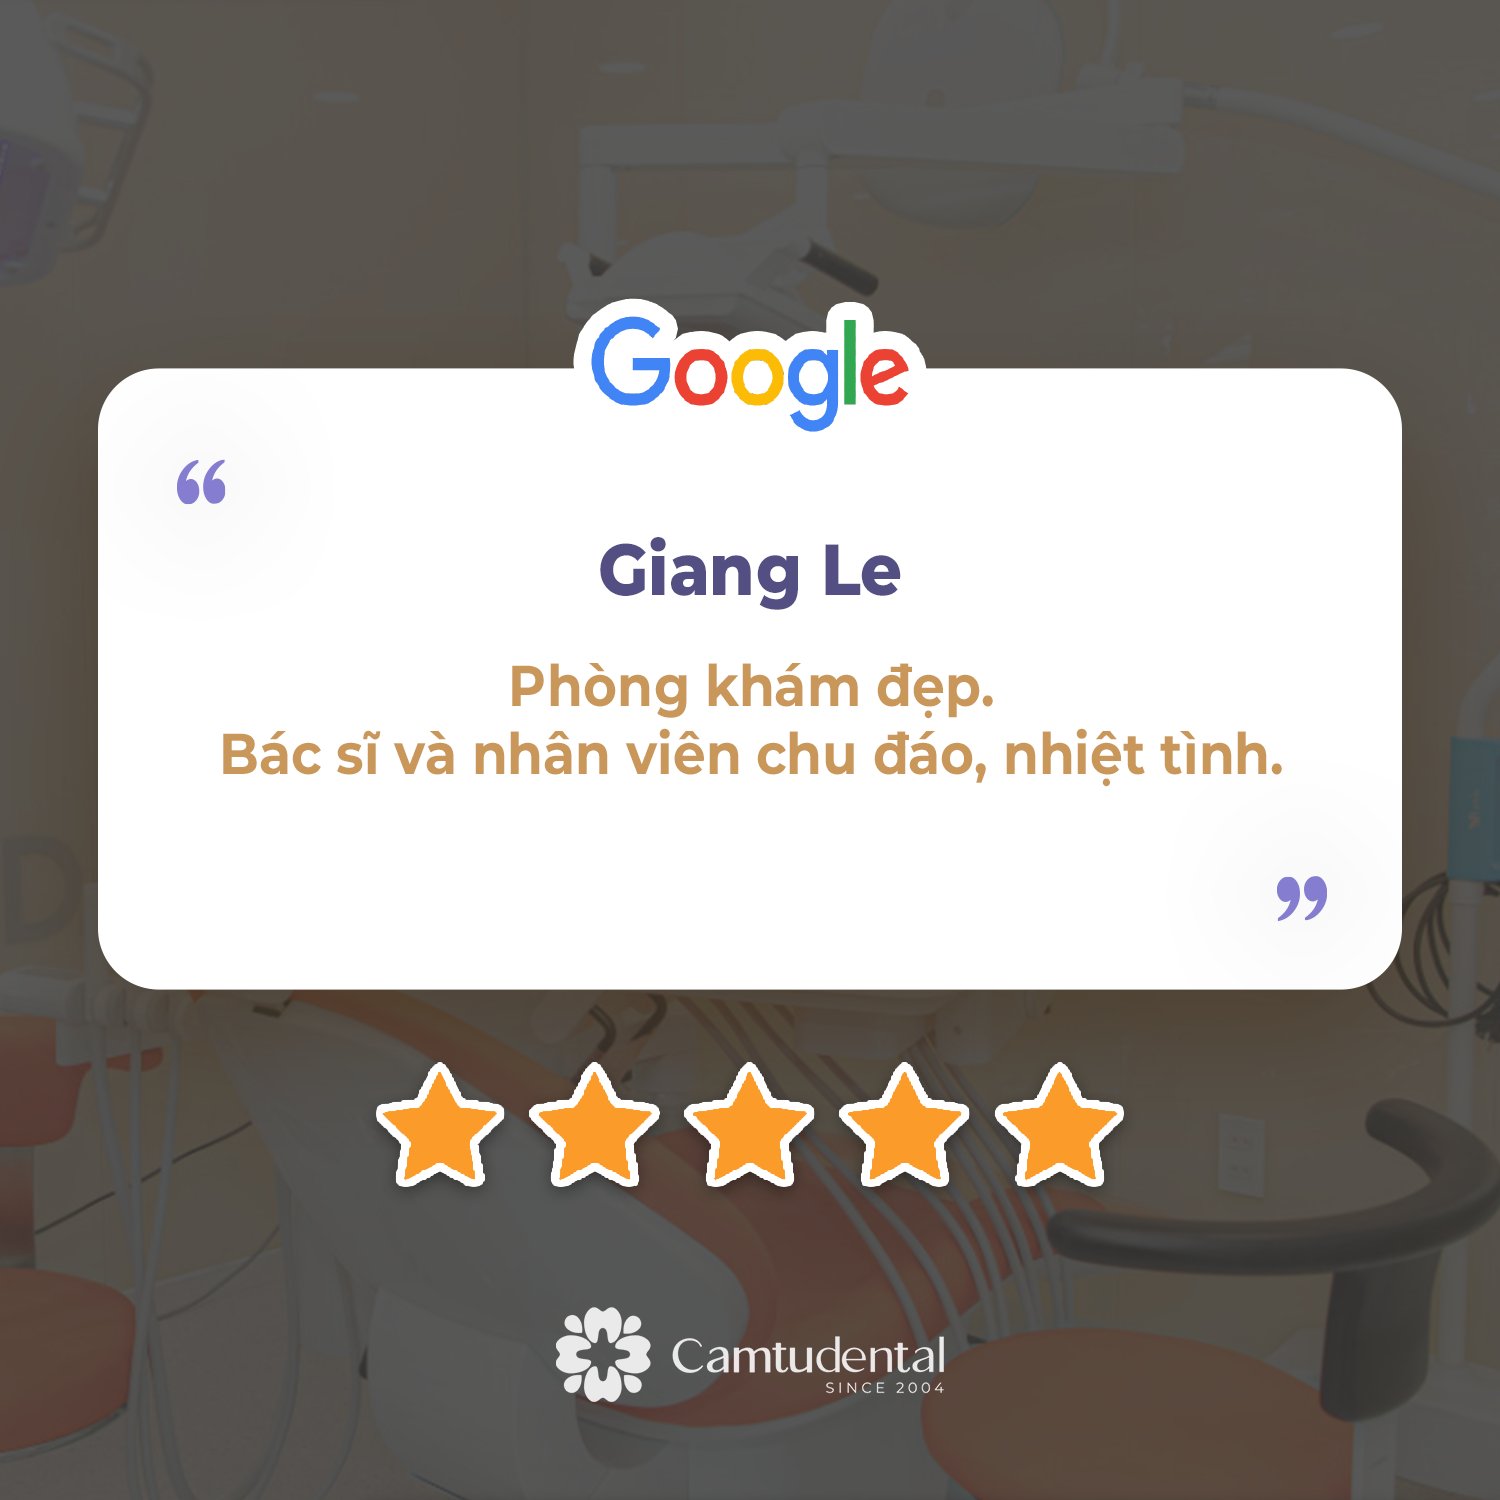 Google
“
Giang Le
Phòng khám đẹp.
Bác sĩ và nhân viên chu đáo, nhiệt tình.
”
Camtudental
SINCE 2004